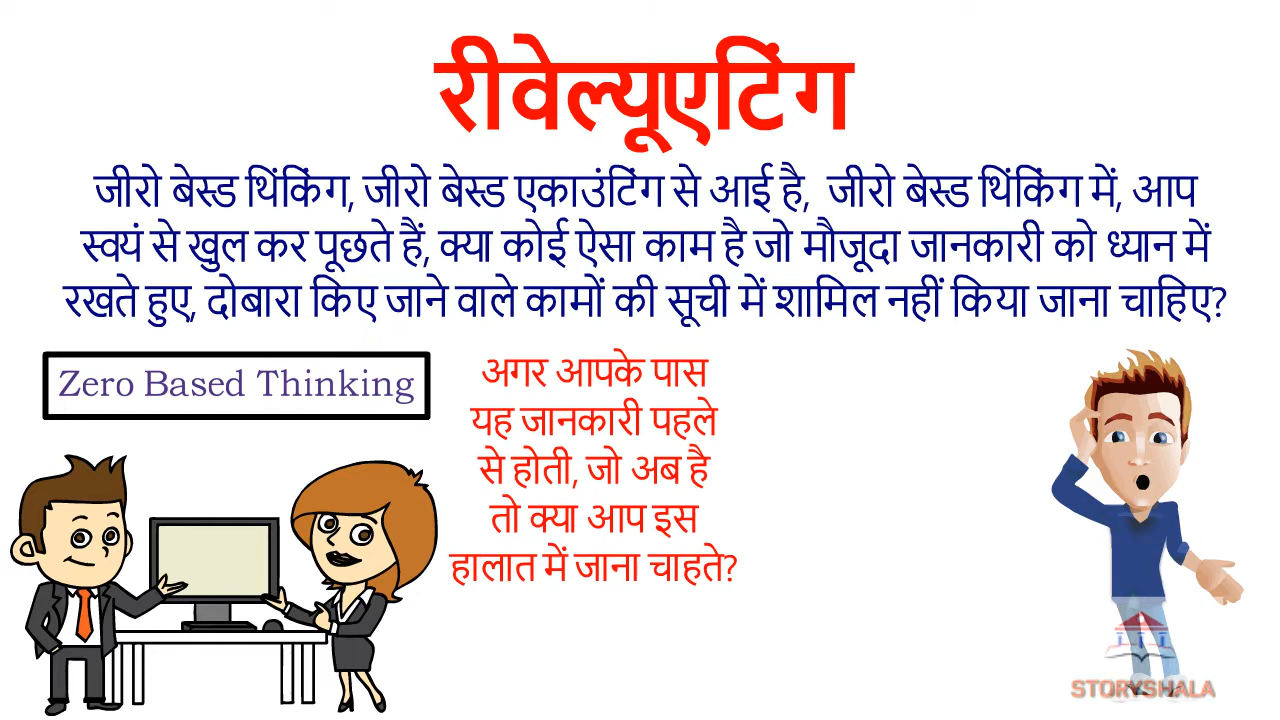 रीवेल्यूएटिंग
जीरो बेस्ड थिंकिंग, जीरो बेस्ड एकाउंटिंग से आई है, जीरो बेस्ड थिंकिंग में, आप
स्वयं से खुल कर पूछते हैं, क्या कोई ऐसा काम है जो मौजूदा जानकारी को ध्यान में
रखते हुए, दोबारा किए जाने वाले कामों की सूची में शामिल नहीं किया जाना चाहिए?
Zero Based Thinking
अगर आपके पास
यह जानकारी पहले
से होती, जो अब है
तो क्या आप इस
हालात में जाना चाहते?
STORYSHALA